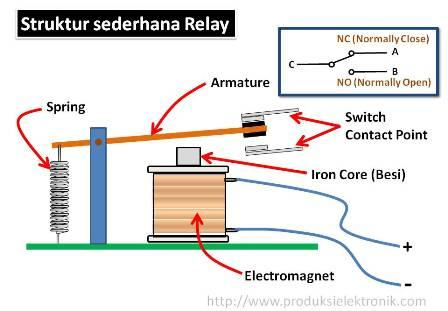 Struktur sederhana Relay
NC (Normally Close)
A
C
B
NO (Normally Open)
Armature
Spring
Switch
Contact Point
Iron Core (Besi)
+
Electromagnet
-
http://www.produksielektronik.com